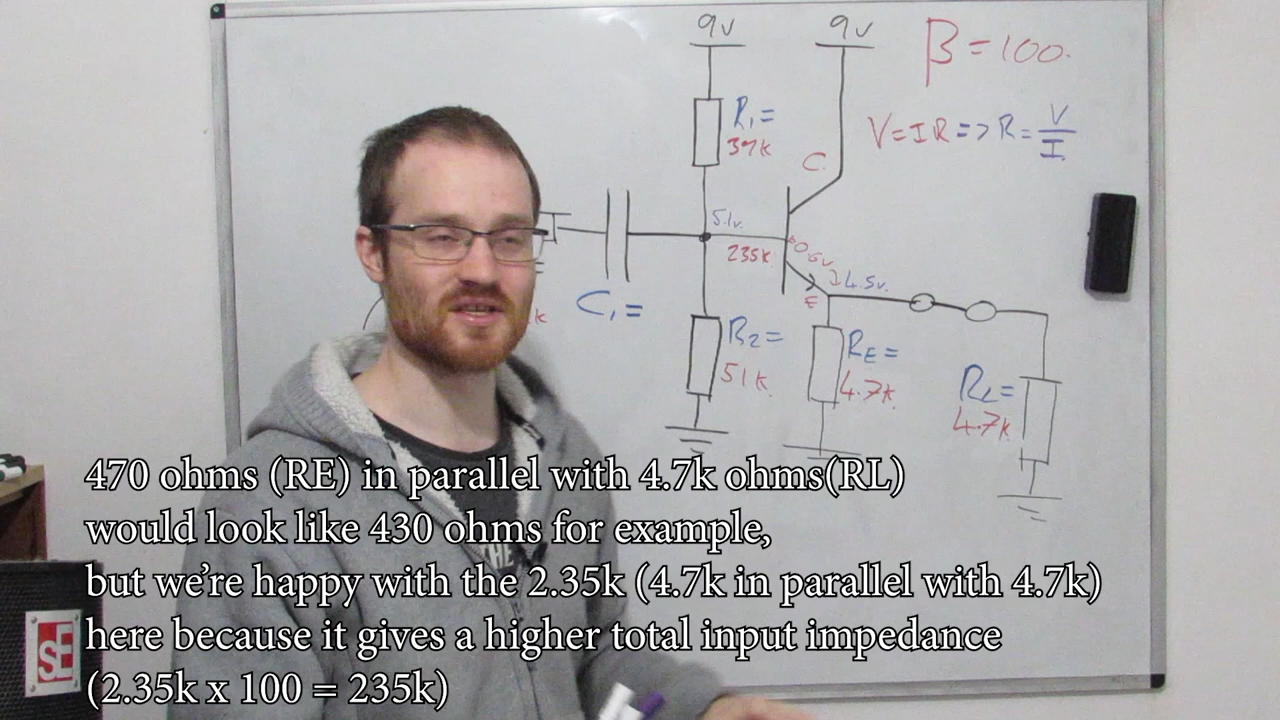 9v 9v
β=100.
R1=
39k
V=IR=>R=V/I.
C
5.1v.
235k
0.6v
4.5v.
E
k
C1=
R2=
51k
RE=
4.7k.
RL=
4.7k
THE
SE
470 ohms (RE) in parallel with 4.7k ohms(RL)
would look like 430 ohms for example,
but we’re happy with the 2.35k (4.7k in parallel with 4.7k)
here because it gives a higher total input impedance
(2.35k x 100 = 235k)